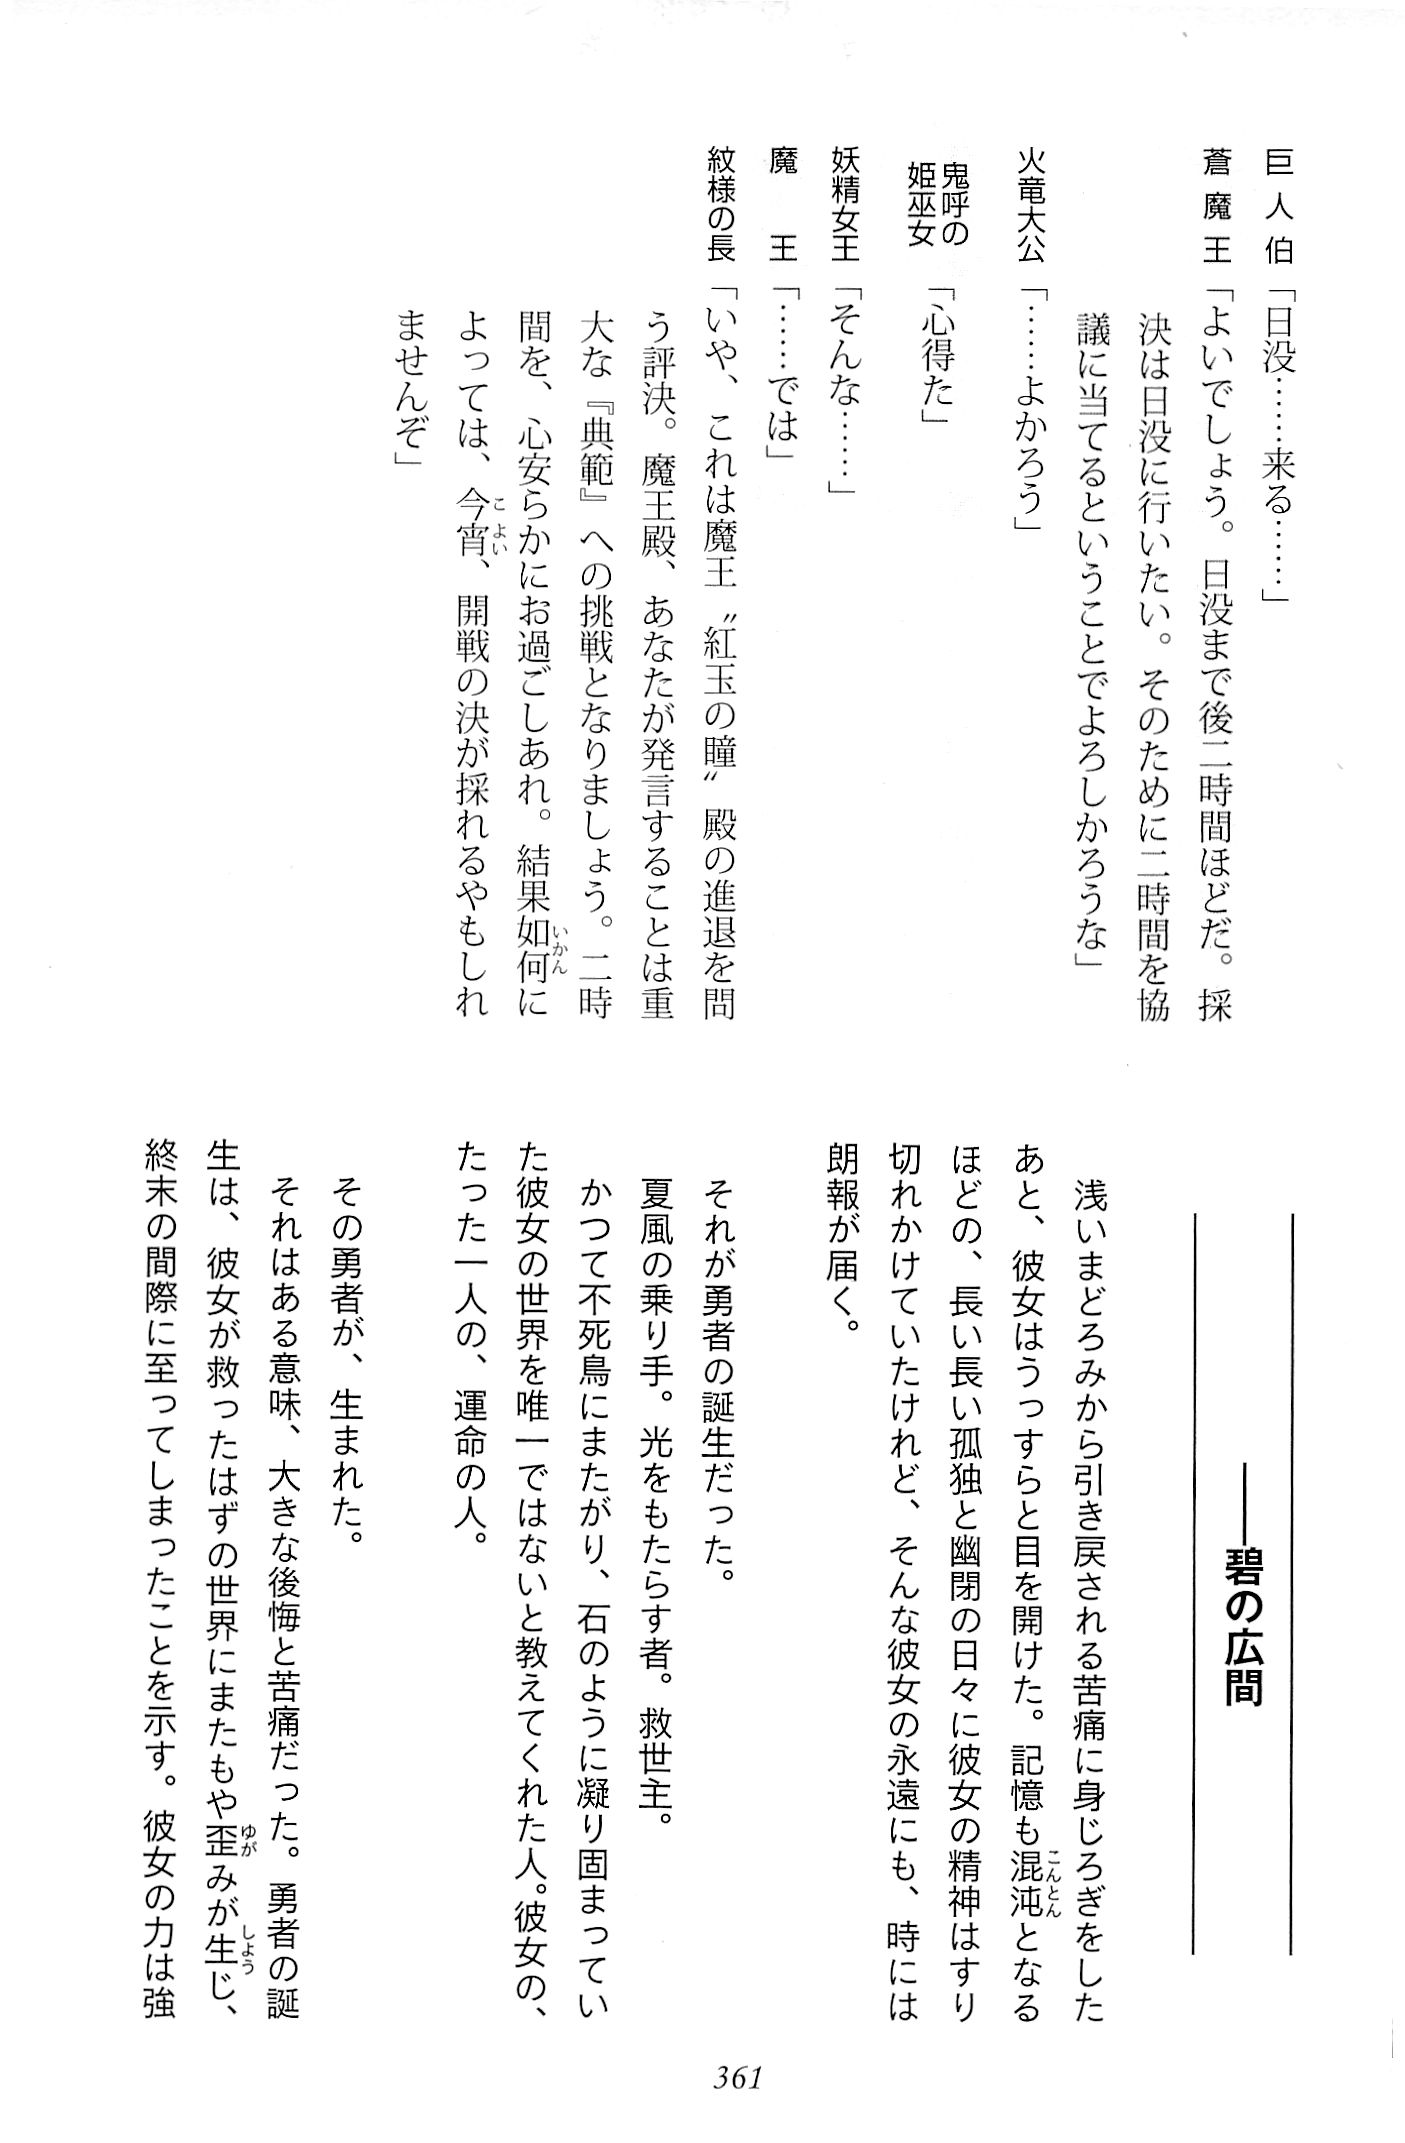 巨人伯「日没……来る……」
蒼魔王「よいでしょう。日没まで後二時間ほどだ。採
決は日没に行いたい。そのために二時間を協
議に当てるということでよろしかろうな」
火竜大公「……よかろう」
鬼呼の姫巫女「心得た」
妖精女王「そんな……」
魔王「……では」
紋様の長「いや、これは魔王〝紅玉の瞳〟殿の進退を問
う評決。魔王殿、あなたが発言することは重
大な『典範』への挑戦となりましょう。二時
間を、心安らかにお過ごしあれ。結果如何に
よっては、今宵、開戦の決が採れるやもしれ
ませんぞ」
――碧の広間
浅いまどろみから引き戻される苦痛に身じろぎをした
あと、彼女はうっすらと目を開けた。記憶も混沌となる
ほどの、長い長い孤独と幽閉の日々に彼女の精神はすり
切れかけていたけれど、そんな彼女の永遠にも、時には
朗報が届く。
それが勇者の誕生だった。
夏風の乗り手。光をもたらす者。救世主。
かつて不死鳥にまたがり、石のように凝り固まってい
た彼女の世界を唯一ではないと教えてくれた人。彼女の、
たった一人の、運命の人。
その勇者が、生まれた。
それはある意味、大きな後悔と苦痛だった。勇者の誕
生は、彼女が救ったはずの世界にまたもや歪みが生じ、
終末の間際に至ってしまったことを示す。彼女の力は強
361